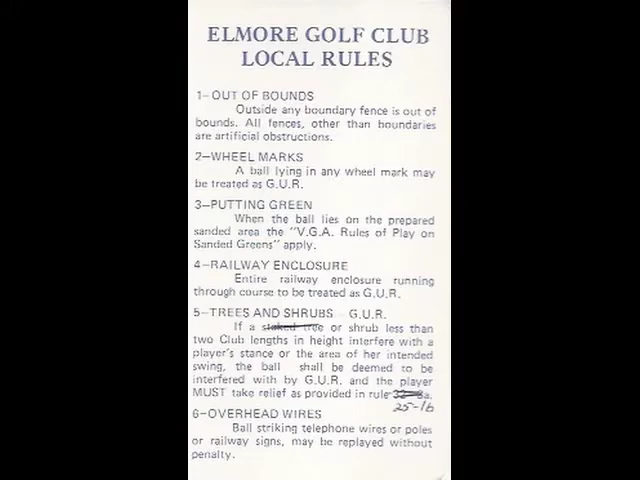 ELMORE GOLF CLUB
LOCAL RULES
1-OUT OF BOUNDS
Outside any boundary fence is out of
bounds. All fences, other than boundaries
are artificial obstructions.
2-WHEEL MARKS
A ball lying in any wheel mark may
be treated as G.U.R.
3-PUTTING GREEN
When the ball lies on the prepared
sanded area the "V.G.A. Rules of Play on
Sanded Greens" apply.
4-RAILWAY ENCLOSURE
Entire railway enclosure running
through course to be treated as G.U.R.
5-TREES AND SHRUBS - G.U.R.
If a staked tree or shrub less than
two Club lengths in height interfere with a
player's stance or the area of her intended
swing, the ball shall be deemed to be
interfered with by G.U.R. and the player
MUST take relief as provided in rule
25-1b
6-OVERHEAD WIRES
Ball striking telephone wires or poles
or railway signs, may be replayed without
penalty.